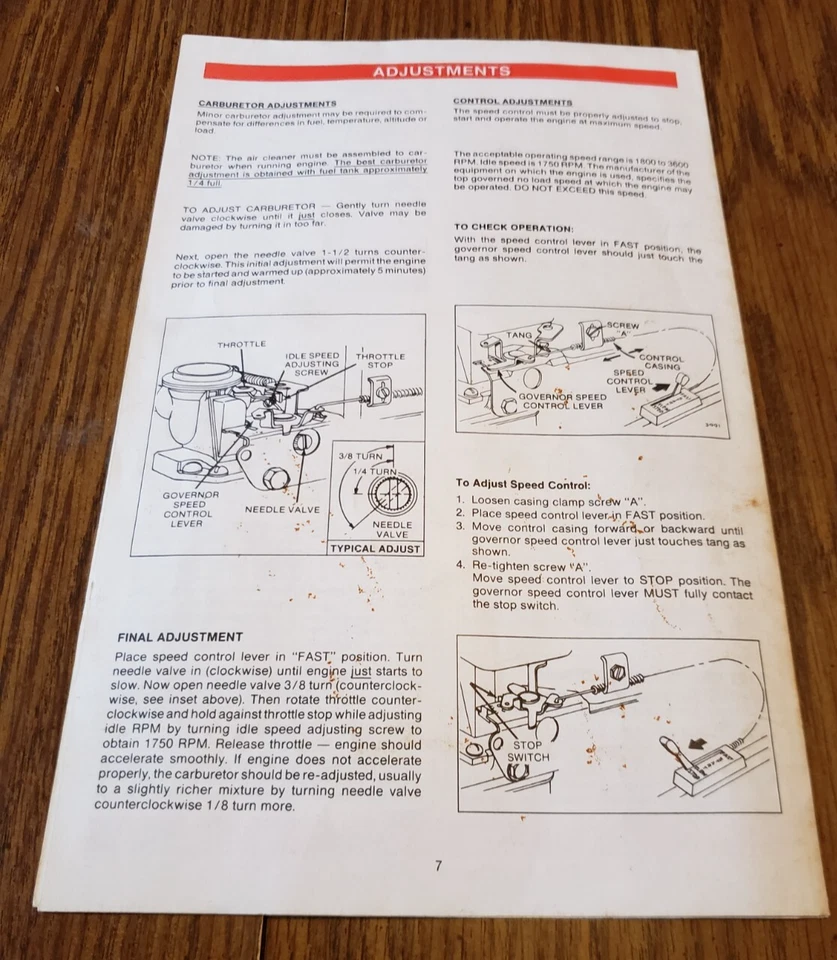 ADJUSTMENTS
CARBURETOR ADJUSTMENTS
Minor carburetor adjustment may be required to com-
pensate for differences in fuel, temperature, altitude or
load.
NOTE: The air cleaner must be assembled to car-
buretor when running engine. The best carburetor
adjustment is obtained with fuel tank approximately
1/4 full.
TO ADJUST CARBURETOR — Gently turn needle
valve clockwise until it just closes. Valve may be
damaged by turning it in too far.
Next, open the needle valve 1-1/2 turns counter-
clockwise. This initial adjustment will permit the engine
to be started and warmed up (approximately 5 minutes)
prior to final adjustment.
THROTTLE
IDLE SPEED
ADJUSTING
SCREW
THROTTLE
STOP
GOVERNOR
SPEED
CONTROL
LEVER
NEEDLE VALVE
3/8 TURN
1/4 TURN
NEEDLE
VALVE
TYPICAL ADJUST
FINAL ADJUSTMENT
Place speed control lever in "FAST" position. Turn
needle valve in (clockwise) until engine just starts to
slow. Now open needle valve 3/8 turn (counterclock-
wise, see inset above). Then rotate throttle counter-
clockwise and hold against throttle stop while adjusting
idle RPM by turning idle speed adjusting screw to
obtain 1750 RPM. Release throttle — engine should
accelerate smoothly. If engine does not accelerate
properly, the carburetor should be re-adjusted, usually
to a slightly richer mixture by turning needle valve
counterclockwise 1/8 turn more.
CONTROL ADJUSTMENTS
The speed control must be properly adjusted to stop,
start and operate the engine at maximum speed.
The acceptable operating speed range is 1800 to 3600
RPM. Idle speed is 1750 RPM. The manufacturer of the
equipment on which the engine is used, specifies the
top governed no load speed at which the engine may
be operated. DO NOT EXCEED this speed.
TO CHECK OPERATION:
With the speed control lever in FAST position, the
governor speed control lever should just touch the
tang as shown.
TANG
SCREW
"A"
CONTROL
CASING
SPEED
CONTROL
LEVER
GOVERNOR SPEED
CONTROL LEVER
To Adjust Speed Control:
1. Loosen casing clamp screw "A".
2. Place speed control lever in FAST position.
3. Move control casing forward or backward until
governor speed control lever just touches tang as
shown.
4. Re-tighten screw "A".
Move speed control lever to STOP position. The
governor speed control lever MUST fully contact
the stop switch.
STOP
SWITCH
7